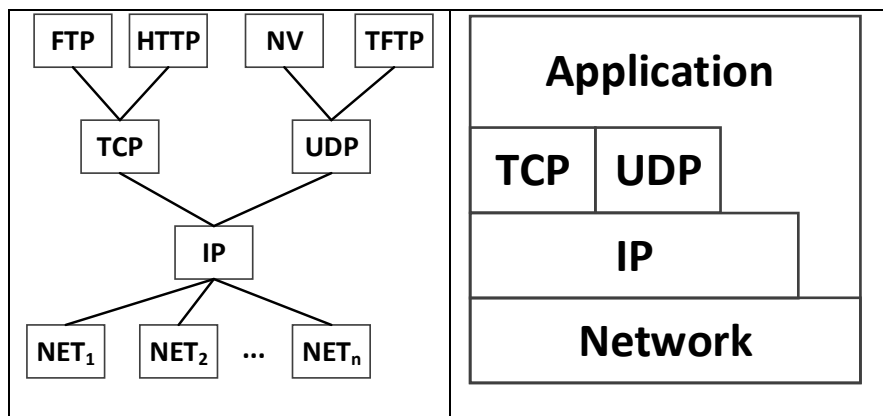 FTP HTTP NV TFTP
TCP UDP
IP
NET₁ NET₂ ... NETₙ
Application
TCP UDP
IP
Network